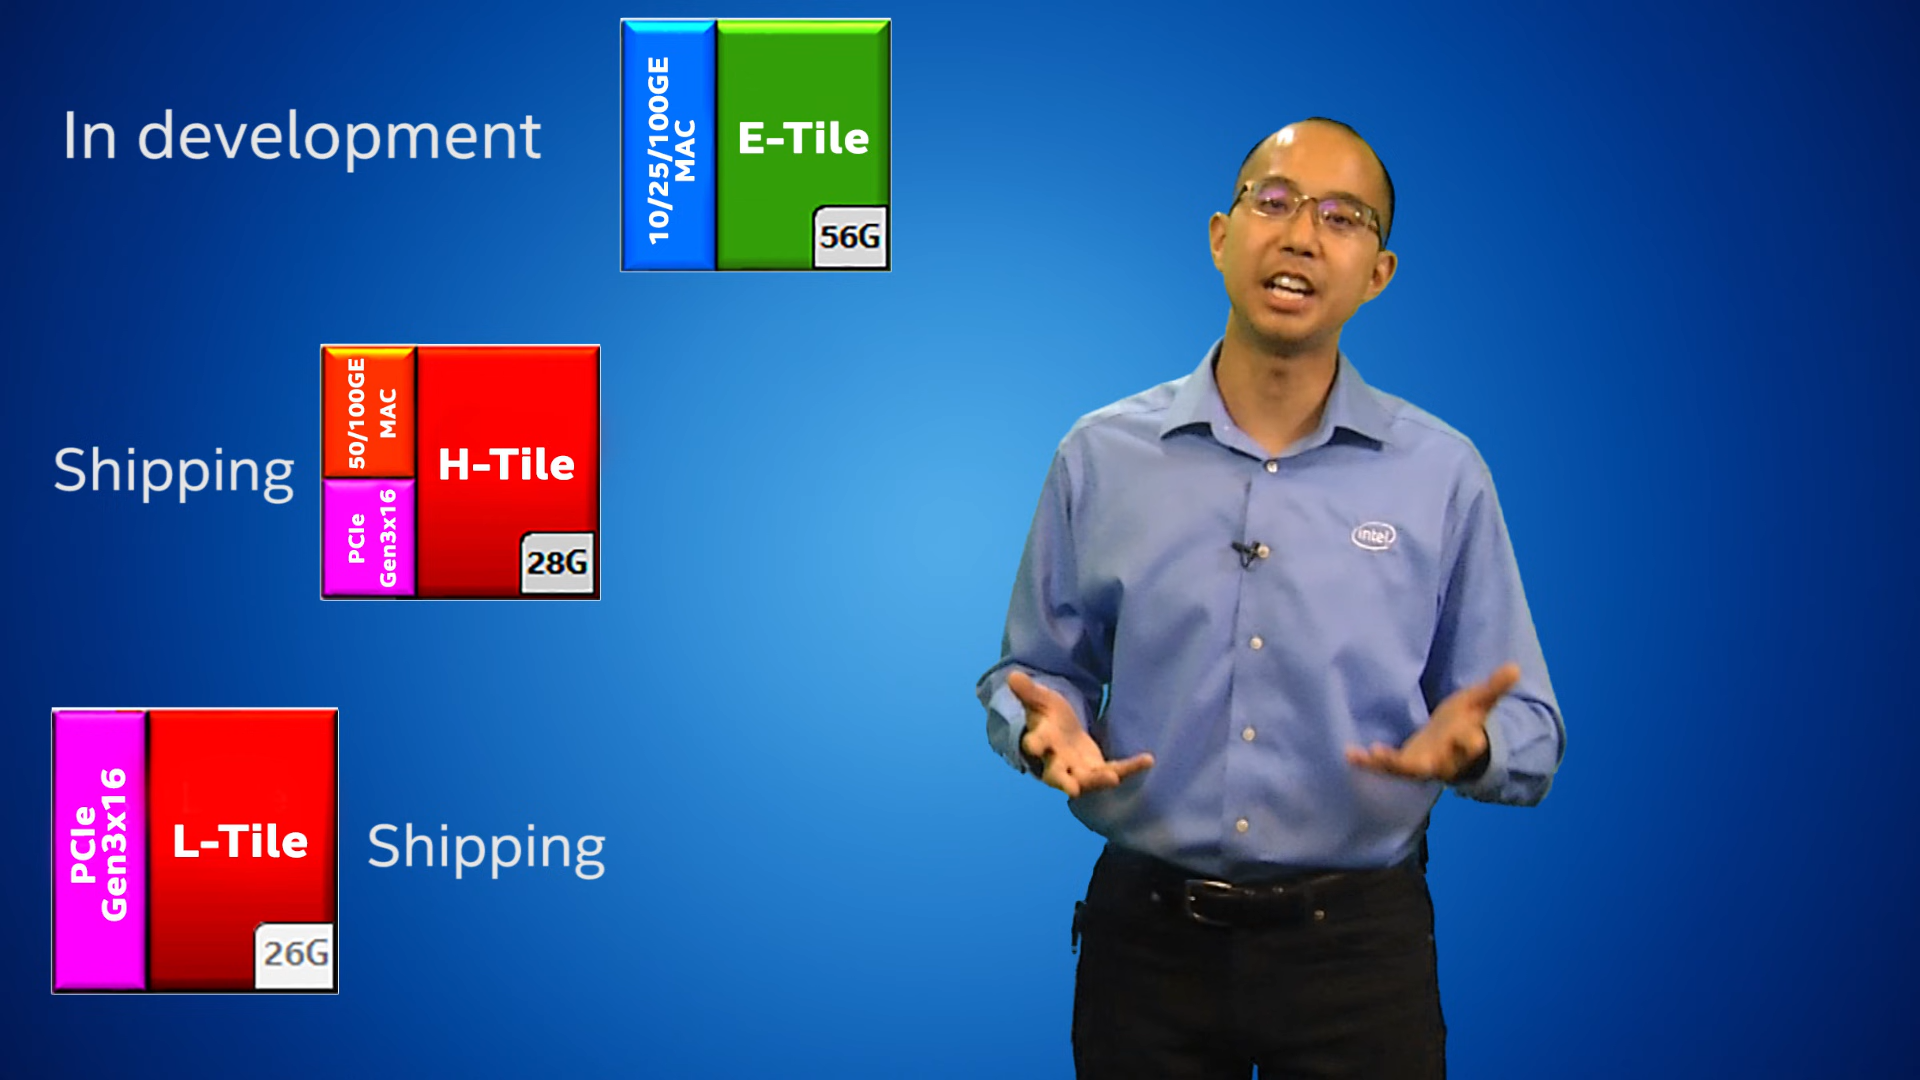 In development
10/25/100GE
MAC
E-Tile
56G
Shipping
50/100GE
MAC
PCIe
Gen3x16
H-Tile
28G
intel
PCIe
Gen3x16
L-Tile
26G
Shipping